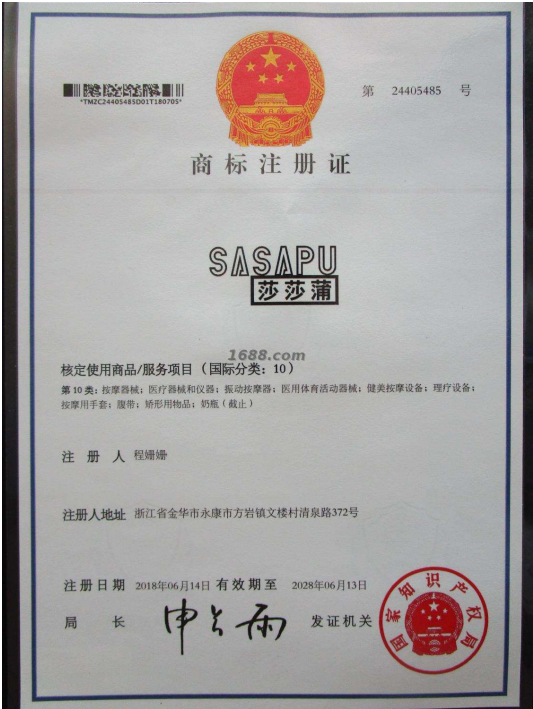 *TMZC24405485D01T180705*
第 24405485 号
商标注册证
SASAPU
莎莎蒲
1688.com
核定使用商品/服务项目（国际分类：10）
第10类：按摩器械；医疗器械和仪器；振动按摩器；医用体育活动器械；健美按摩设备；理疗设备；
按摩用手套；腹带；矫形用物品；奶瓶（截止）
注册人 程姗姗
注册人地址 浙江省金华市永康市方岩镇文楼村清泉路372号
注册日期 2018年06月14日 有效期至 2028年06月13日
局长 申长雨 发证机关
国家知识产权局